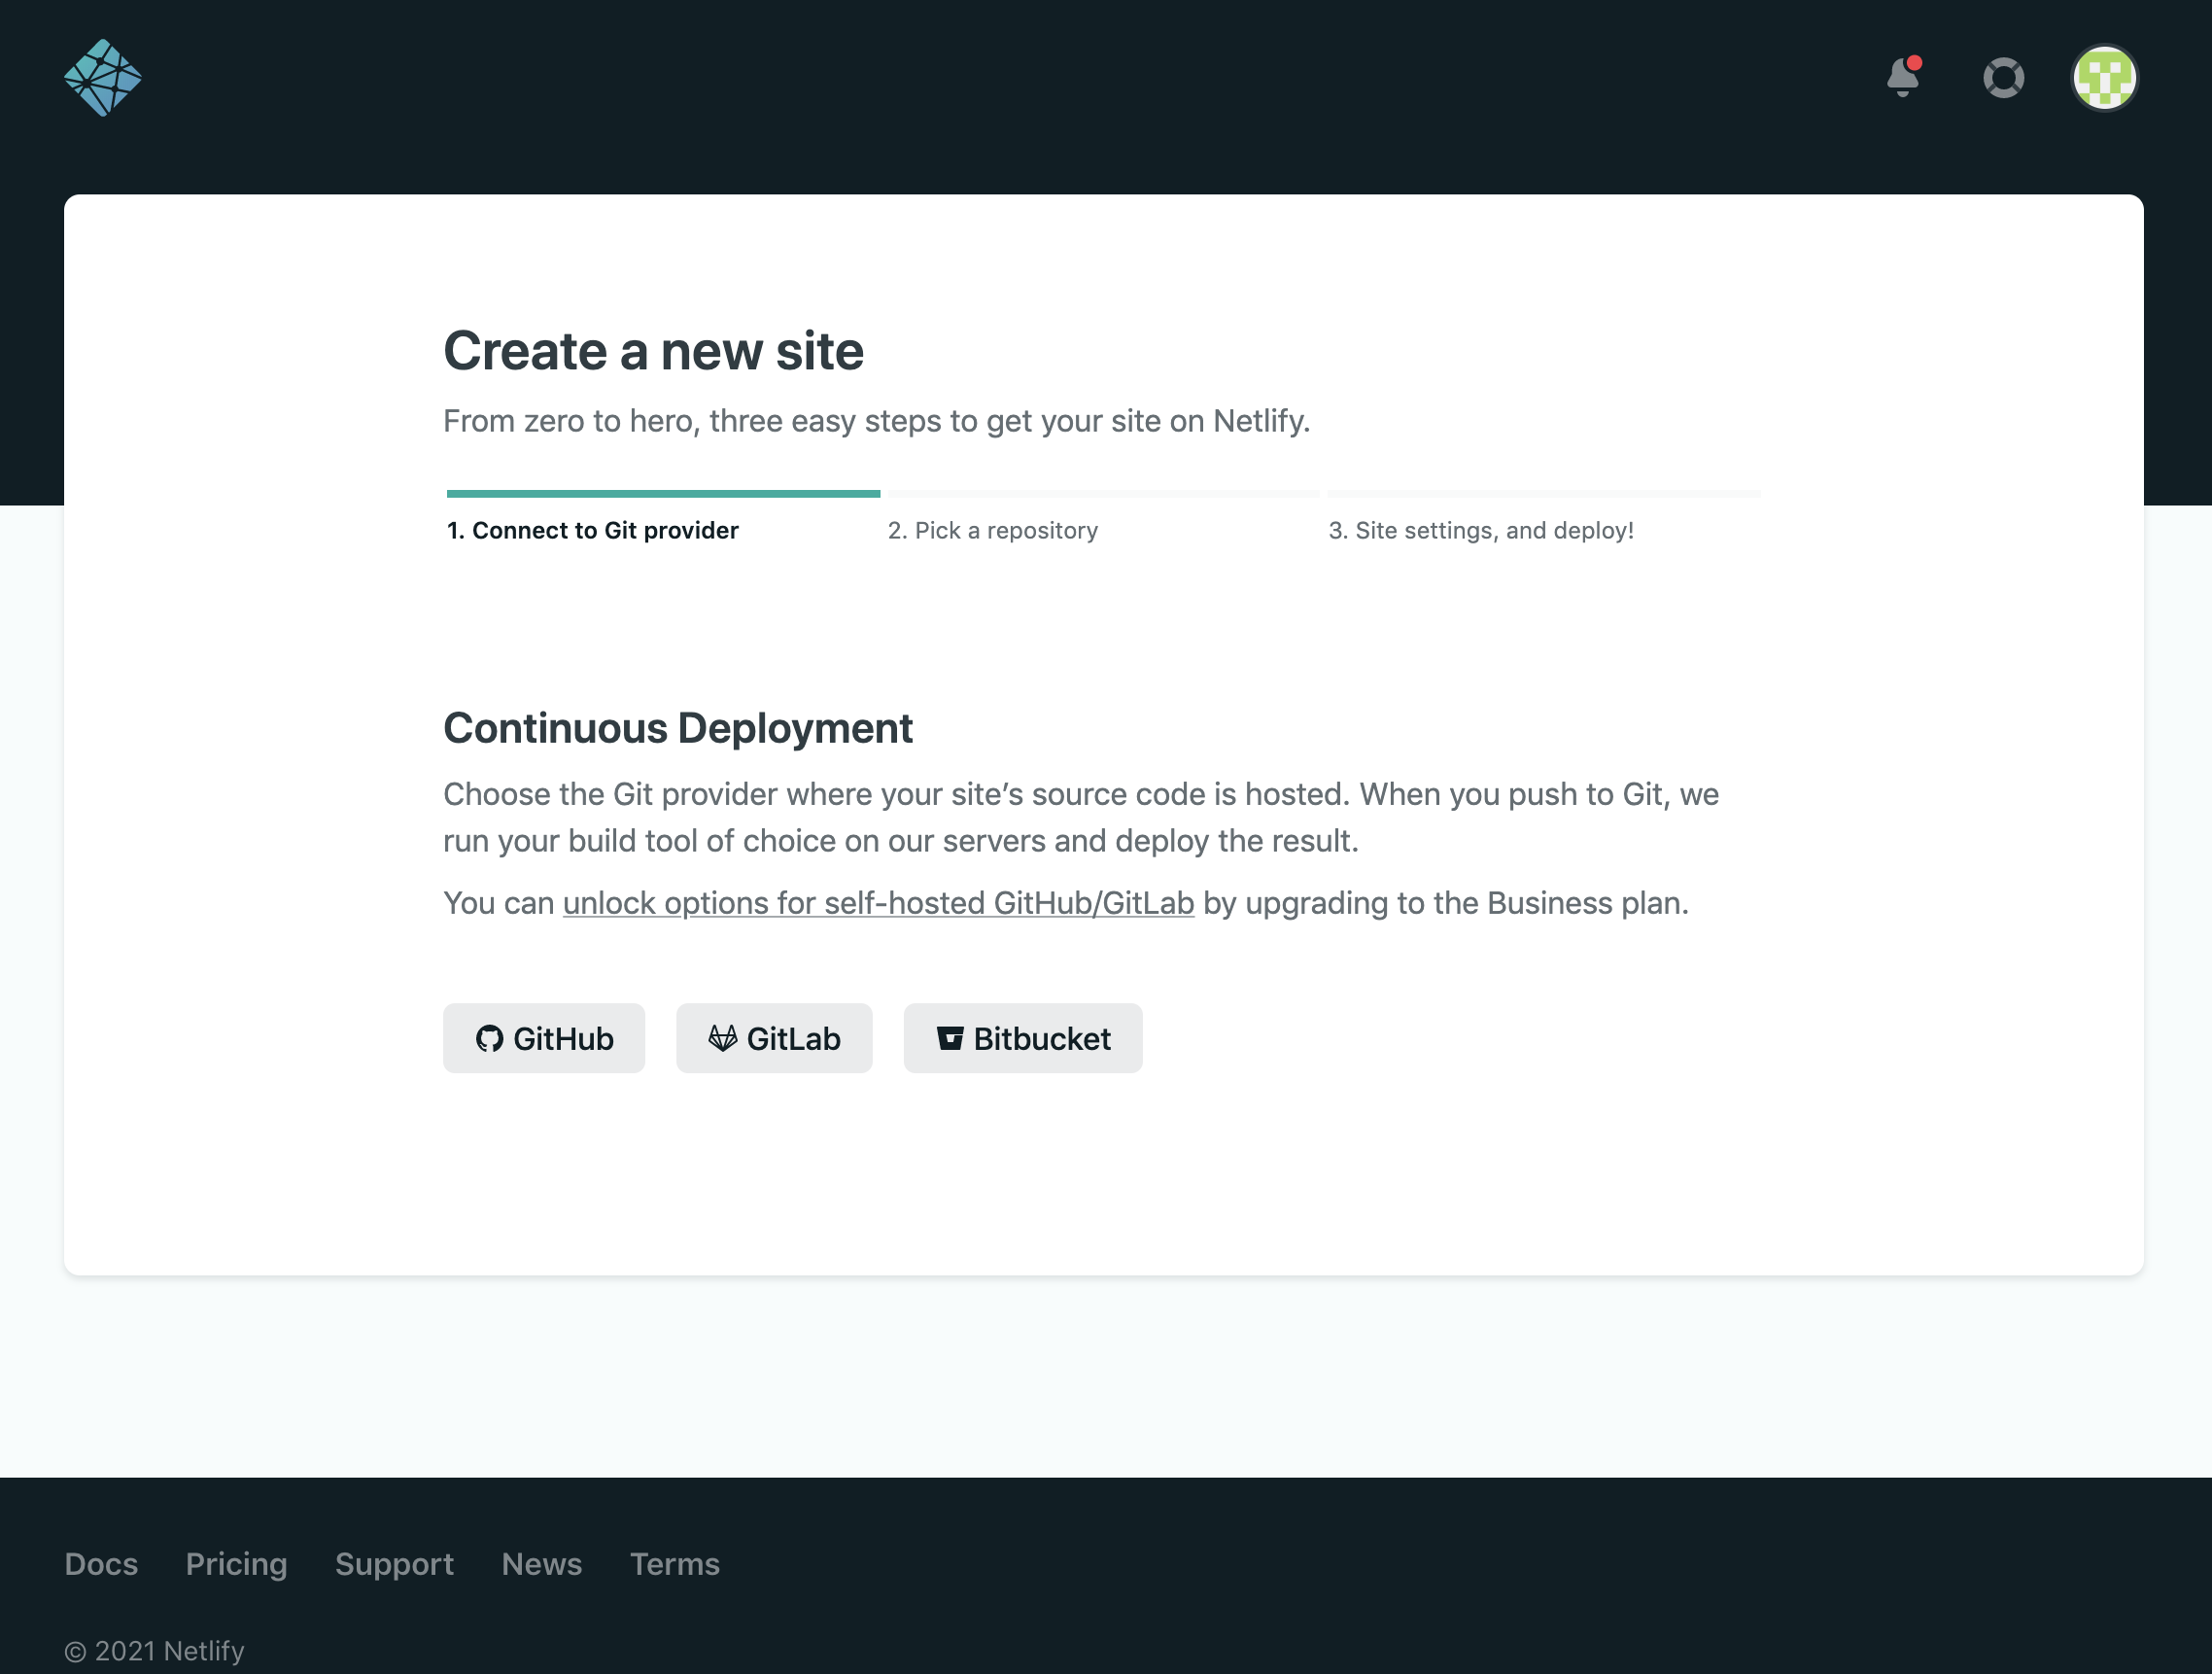 Create a new site
From zero to hero, three easy steps to get your site on Netlify.
1. Connect to Git provider
2. Pick a repository
3. Site settings, and deploy!
Continuous Deployment
Choose the Git provider where your site’s source code is hosted. When you push to Git, we
run your build tool of choice on our servers and deploy the result.
You can unlock options for self-hosted GitHub/GitLab by upgrading to the Business plan.
GitHub
GitLab
Bitbucket
Docs
Pricing
Support
News
Terms
© 2021 Netlify